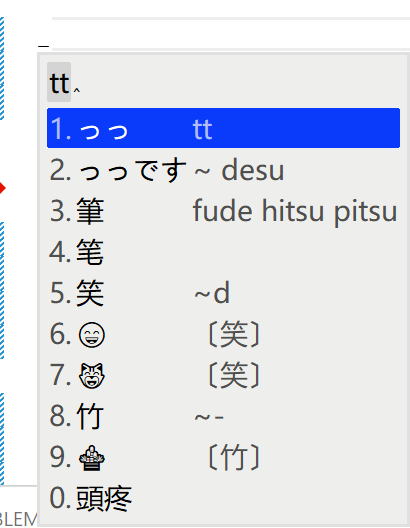 tt‸
1. っっ tt
2. っっです ~ desu
3. 筆 fude hitsu pitsu
4. 笔
5. 笑 ~d
6. 😄 〔笑〕
7. 😸 〔笑〕
8. 竹 ~-
9. 🎍 〔竹〕
0. 頭疼
BLEM